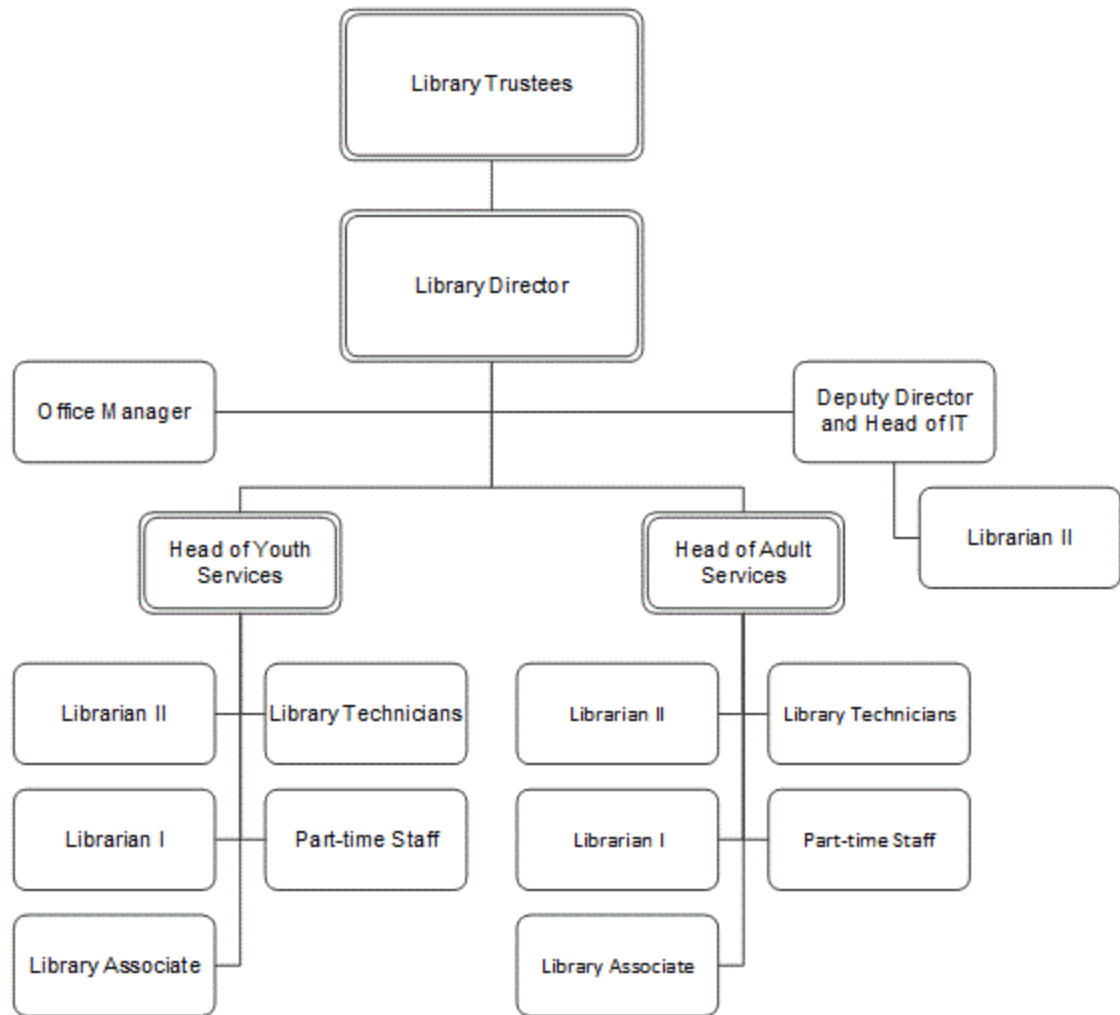 Library Trustees
Library Director
Office Manager
Deputy Director
and Head of IT
Librarian II
Head of Youth
Services
Head of Adult
Services
Librarian II
Library Technicians
Librarian II
Library Technicians
Librarian I
Part-time Staff
Librarian I
Part-time Staff
Library Associate
Library Associate